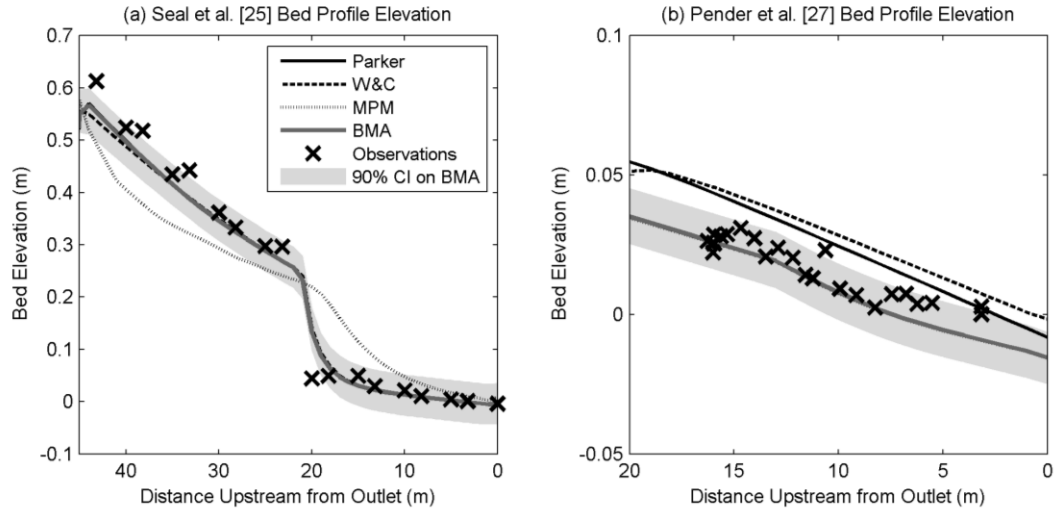 (a) Seal et al. [25] Bed Profile Elevation
0.7
0.6
0.5
0.4
0.3
0.2
0.1
0
-0.1
Bed Elevation (m)
Parker
W&C
MPM
BMA
Observations
90% CI on BMA
40 30 20 10 0
Distance Upstream from Outlet (m)
(b) Pender et al. [27] Bed Profile Elevation
0.1
0.05
0
-0.05
Bed Elevation (m)
20 15 10 5 0
Distance Upstream from Outlet (m)